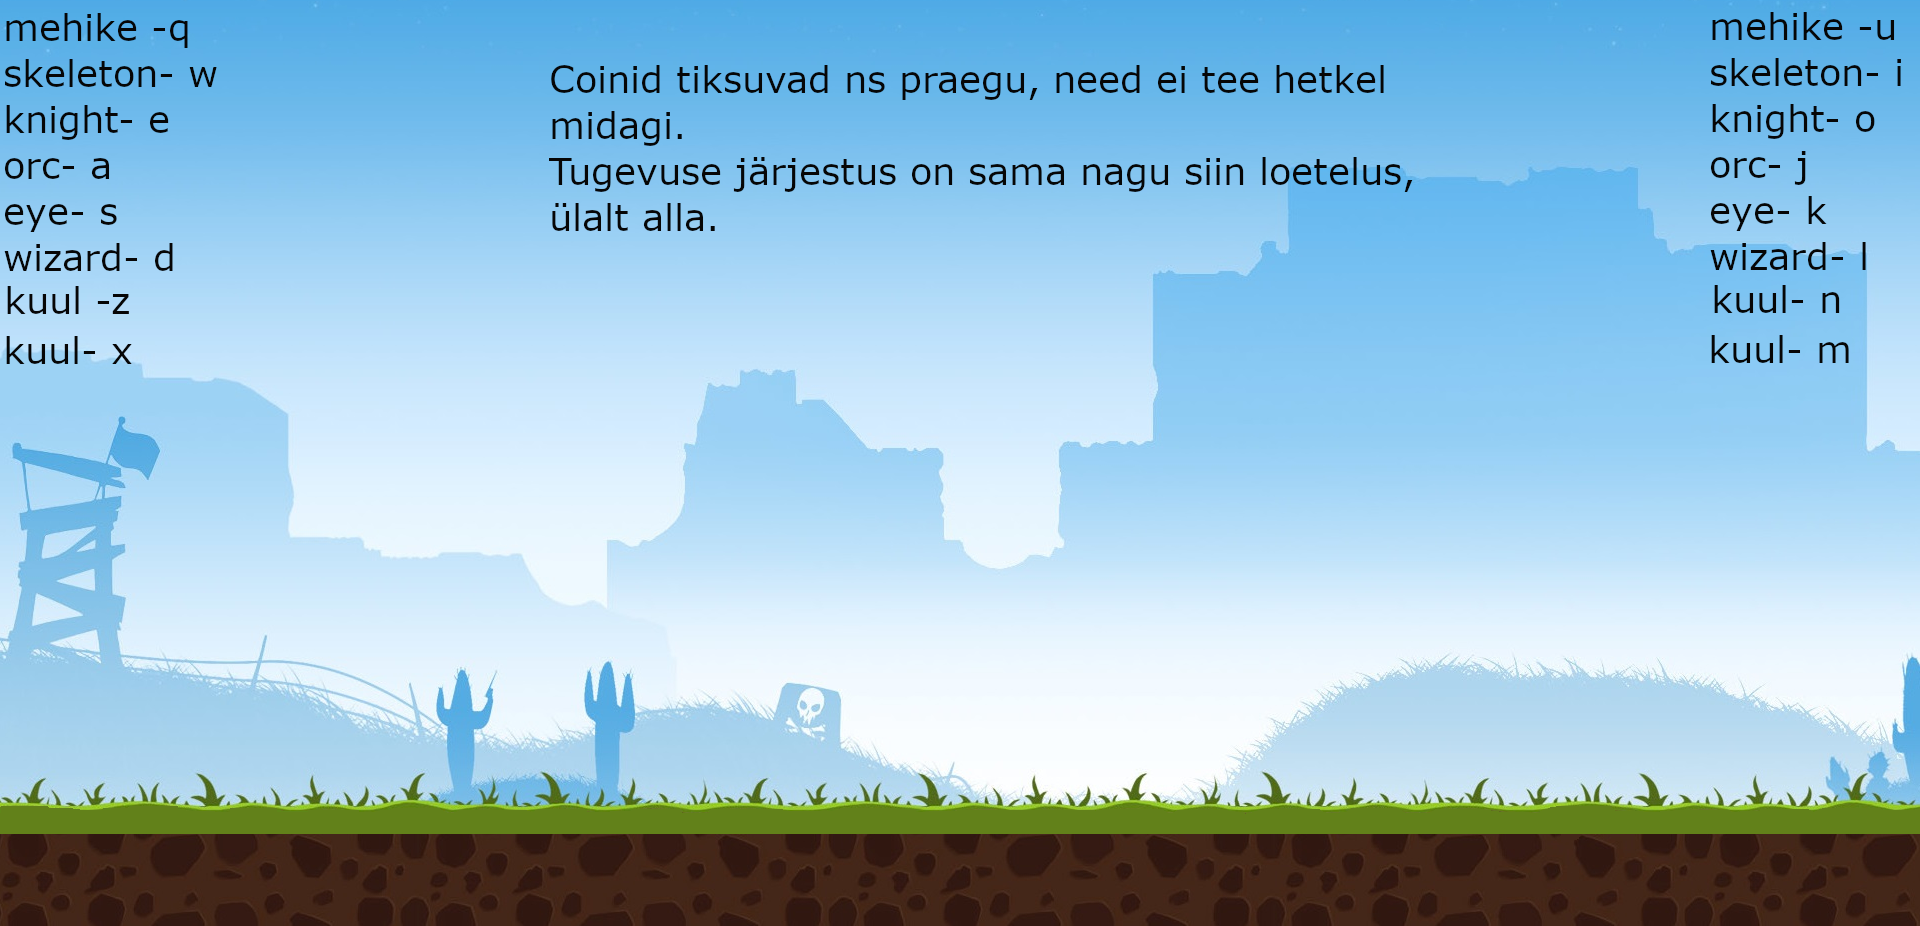 mehike -q
skeleton- w
knight- e
orc- a
eye- s
wizard- d
kuul -z
kuul- x
Coinid tiksuvad ns praegu, need ei tee hetkel
midagi.
Tugevuse järjestus on sama nagu siin loetelus,
ülalt alla.
mehike -u
skeleton- i
knight- o
orc- j
eye- k
wizard- l
kuul- n
kuul- m